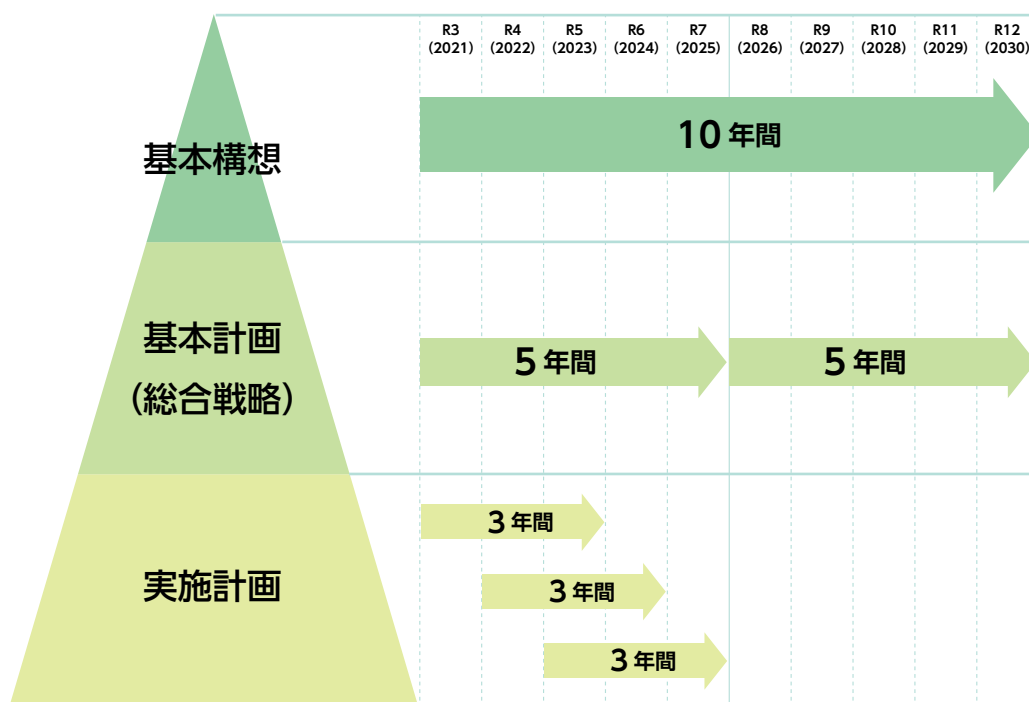 R3 R4 R5 R6 R7 R8 R9 R10 R11 R12
(2021) (2022) (2023) (2024) (2025) (2026) (2027) (2028) (2029) (2030)
基本構想
10 年間
基本計画
(総合戦略)
5 年間
5 年間
実施計画
3 年間
3 年間
3 年間